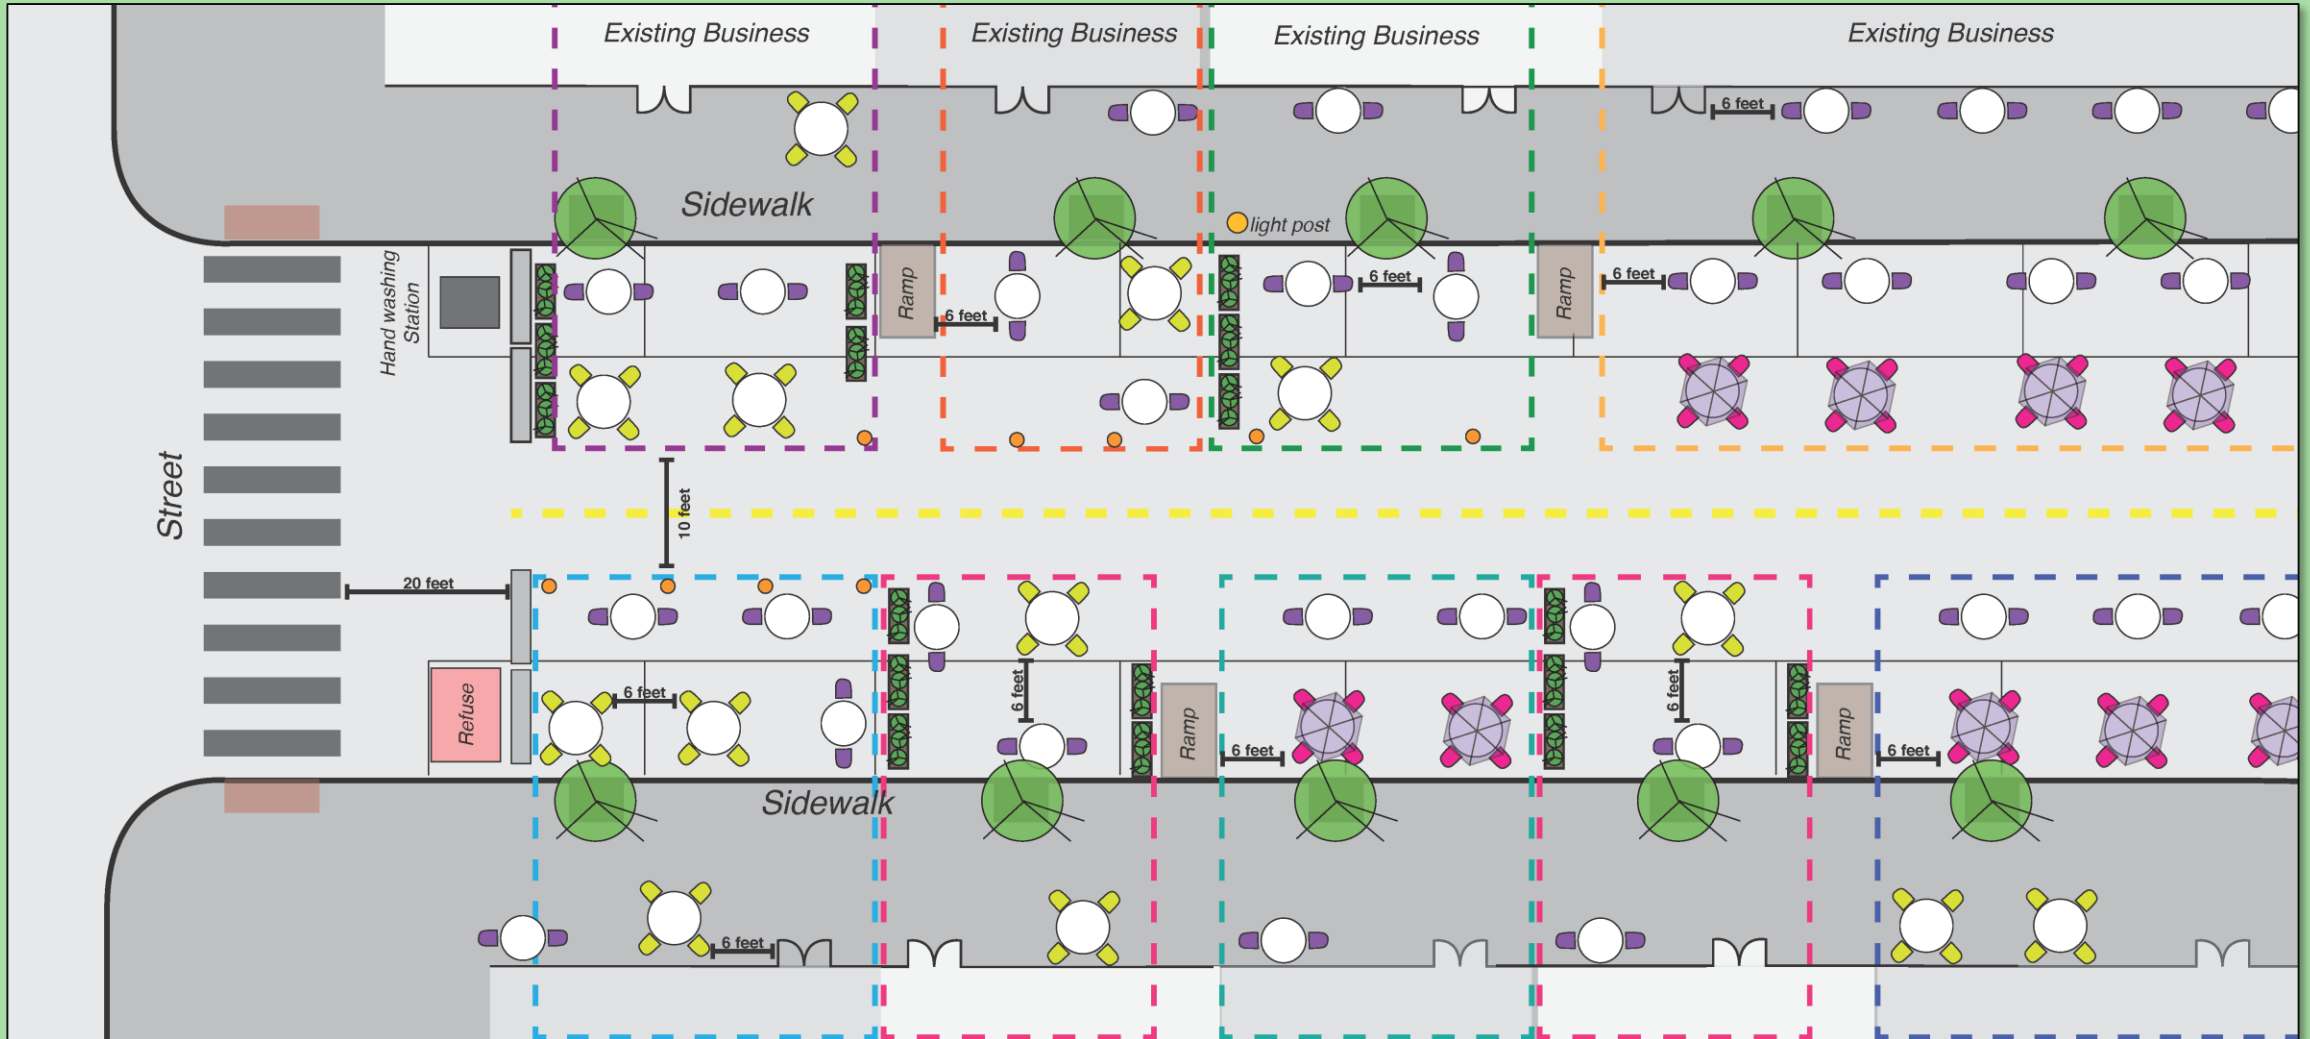 Existing Business
Existing Business
Existing Business
Existing Business
6 feet
Sidewalk
light post
Hand washing
Station
Ramp
6 feet
6 feet
Ramp
6 feet
Street
10 feet
20 feet
Refuse
6 feet
6 feet
Ramp
6 feet
6 feet
Ramp
6 feet
Sidewalk
6 feet